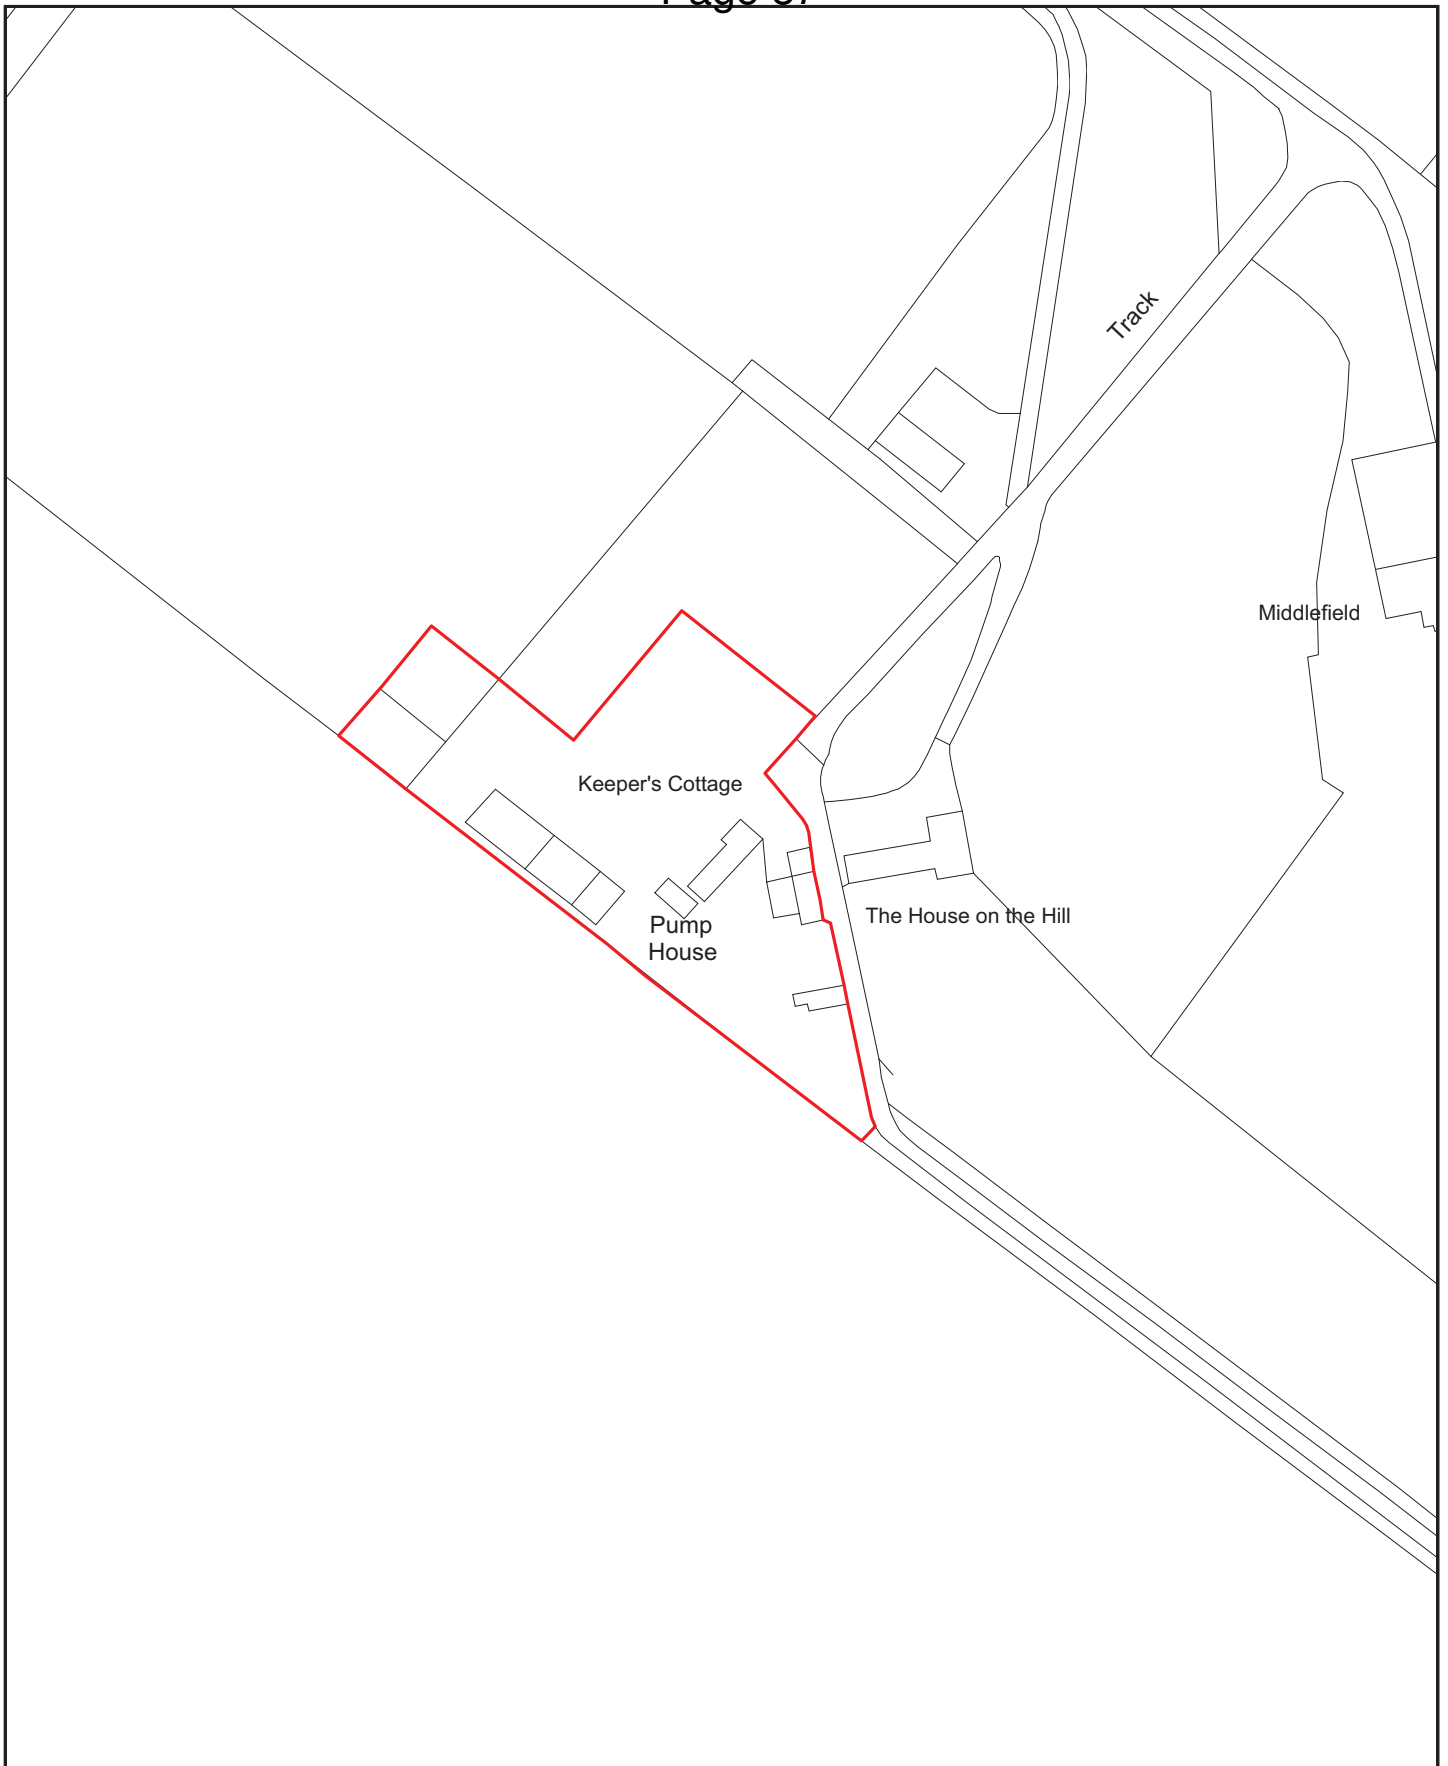 Track
Middlefield
Keeper's Cottage
The House on the Hill
Pump
House